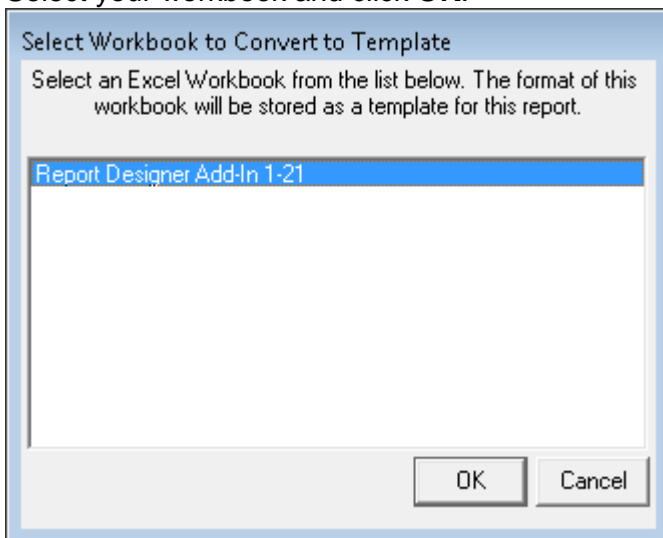 Select your workbook and click OK.
Select Workbook to Convert to Template
Select an Excel Workbook from the list below. The format of this
workbook will be stored as a template for this report.
Report Designer Add-In 1-21
OK
Cancel